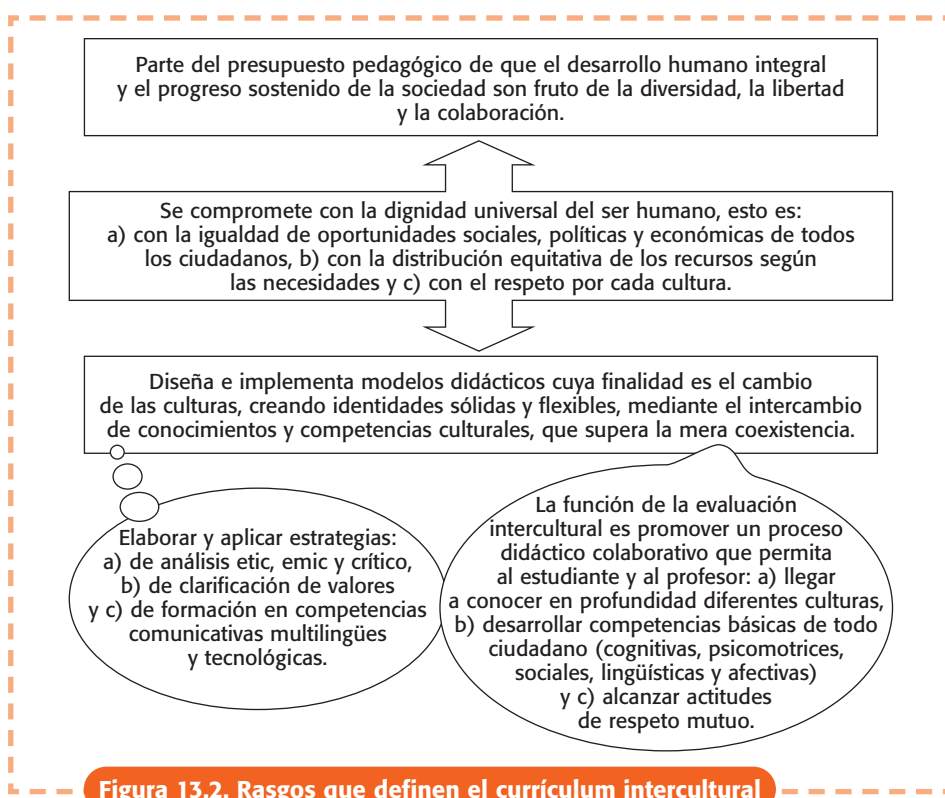 Parte del presupuesto pedagógico de que el desarrollo humano integral
y el progreso sostenido de la sociedad son fruto de la diversidad, la libertad
y la colaboración.
Se compromete con la dignidad universal del ser humano, esto es:
a) con la igualdad de oportunidades sociales, políticas y económicas de todos
los ciudadanos, b) con la distribución equitativa de los recursos según
las necesidades y c) con el respeto por cada cultura.
Diseña e implementa modelos didácticos cuya finalidad es el cambio
de las culturas, creando identidades sólidas y flexibles, mediante el intercambio
de conocimientos y competencias culturales, que supera la mera coexistencia.
Elaborar y aplicar estrategias:
a) de análisis etic, emic y crítico,
b) de clarificación de valores
y c) de formación en competencias
comunicativas multilingües
y tecnológicas.
La función de la evaluación
intercultural es promover un proceso
didáctico colaborativo que permita
al estudiante y al profesor: a) llegar
a conocer en profundidad diferentes culturas,
b) desarrollar competencias básicas de todo
ciudadano (cognitivas, psicomotrices,
sociales, lingüísticas y afectivas)
y c) alcanzar actitudes
de respeto mutuo.
Figura 13.2. Rasgos que definen el currículum intercultural